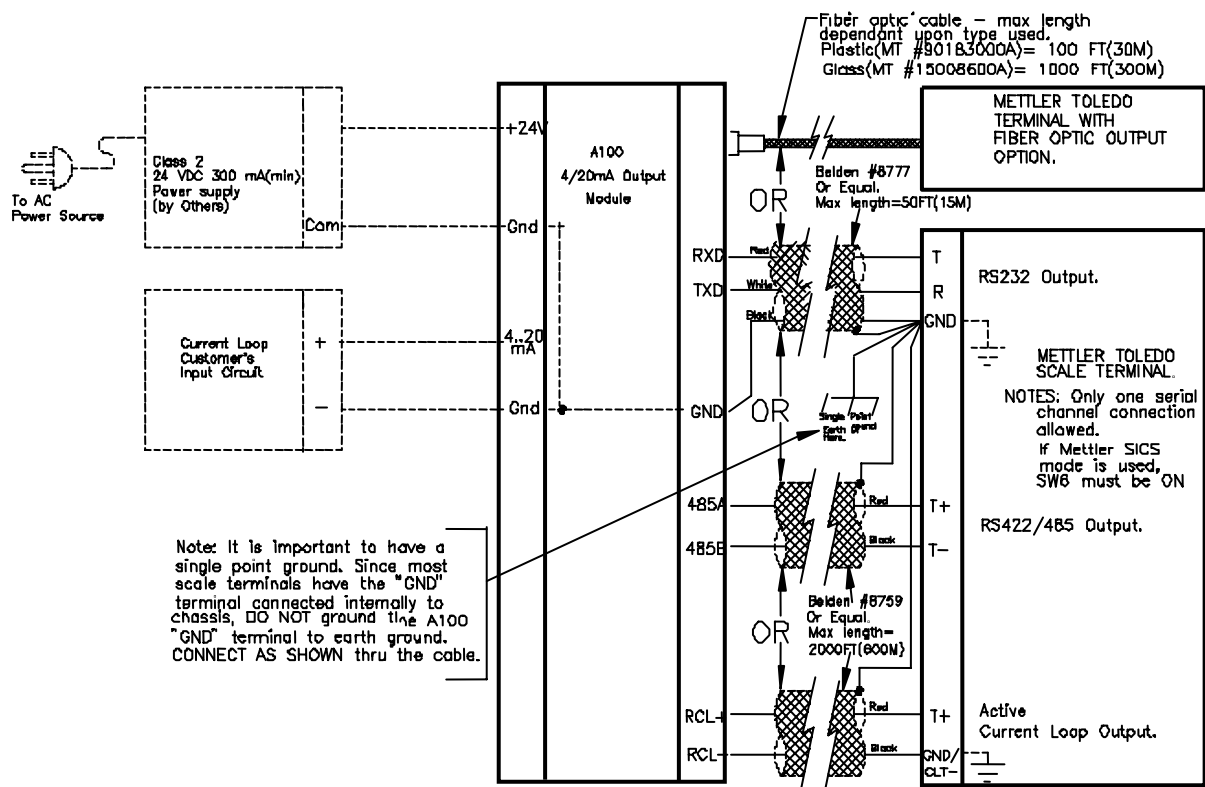 Fiber optic cable – max length
dependant upon type used.
Plastic(MT #90183000A)= 100 FT(30M)
Glass(MT #15008600A)= 1000 FT(300M)
METTLER TOLEDO
TERMINAL WITH
FIBER OPTIC OUTPUT
OPTION.
+24V
A100
4/20mA Output
Module
Class 2
24 VDC 300 mA(min)
Power supply
(by Others)
To AC
Power Source
Com
Gnd
Belden #8777
Or Equal.
Max length=50FT(15M)
OR
RXD
Red
T
RS232 Output.
TXD
White
R
Black
GND
Current Loop
Customer's
Input Circuit
+
4..20
mA
–
Gnd
GND
OR
METTLER TOLEDO
SCALE TERMINAL.
NOTES: Only one serial
channel connection
allowed.
If Mettler SICS
mode is used,
SW6 must be ON
Single Point
Earth Ground
Here.
485A
Red
T+
RS422/485 Output.
485B
Black
T–
Note: It is important to have a
single point ground. Since most
scale terminals have the "GND"
terminal connected internally to
chassis, DO NOT ground the A100
"GND" terminal to earth ground.
CONNECT AS SHOWN thru the cable.
Belden #8759
Or Equal.
Max length=
2000FT(600M)
OR
RCL+
Red
T+
Active
Current Loop Output.
RCL-
Black
GND/
CLT-